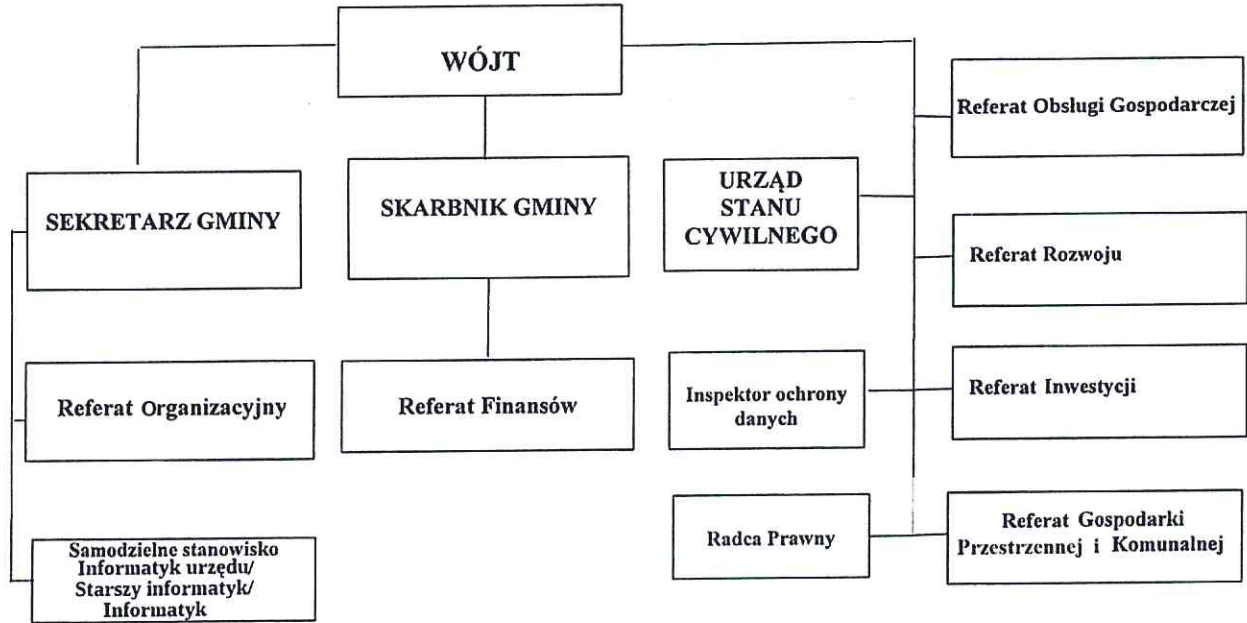 WÓJT
Referat Obsługi Gospodarczej
SEKRETARZ GMINY
SKARBNIK GMINY
URZĄD
STANU
CYWILNEGO
Referat Rozwoju
Referat Organizacyjny
Referat Finansów
Inspektor ochrony
danych
Referat Inwestycji
Samodzielne stanowisko
Informatyk urzędu/
Starszy informatyk/
Informatyk
Radca Prawny
Referat Gospodarki
Przestrzennej i Komunalnej